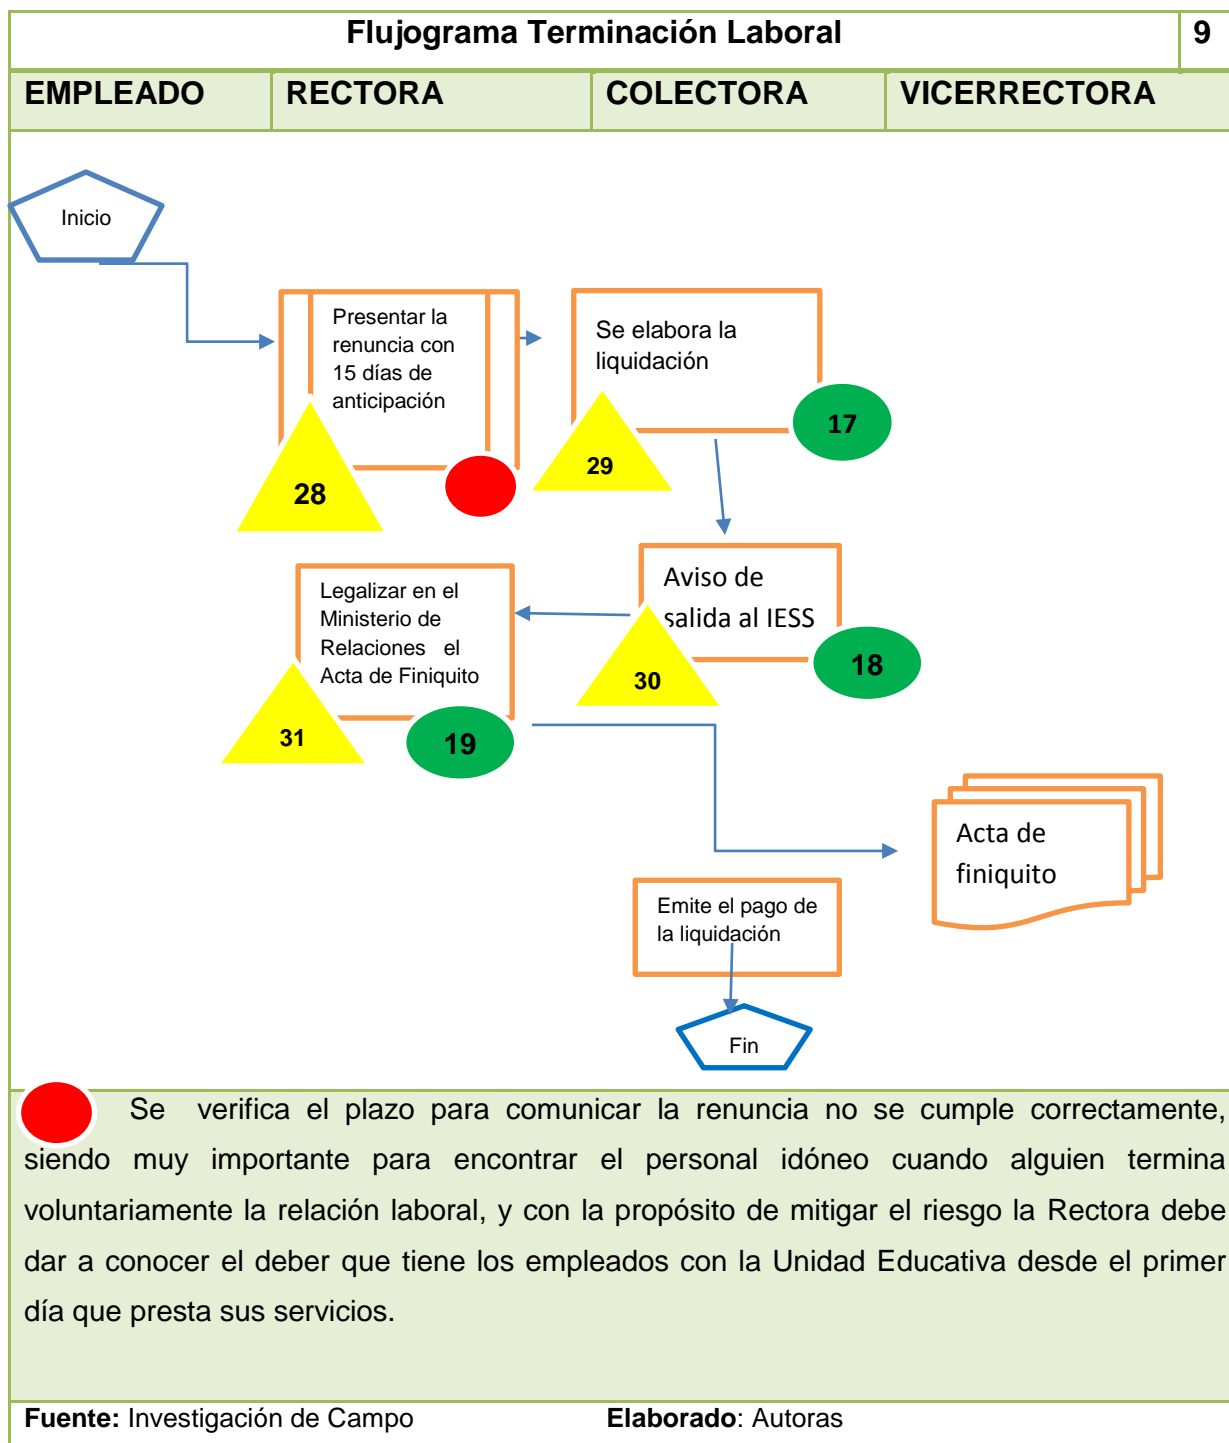 Flujograma Terminación Laboral
9
EMPLEADO
RECTORA
COLECTORA
VICERRECTORA
Inicio
Presentar la
renuncia con
15 días de
anticipación
28
Se elabora la
liquidación
29
17
Aviso de
salida al IESS
30
18
Legalizar en el
Ministerio de
Relaciones el
Acta de Finiquito
31
19
Acta de
finiquito
Emite el pago de
la liquidación
Fin
Se verifica el plazo para comunicar la renuncia no se cumple correctamente,
siendo muy importante para encontrar el personal idóneo cuando alguien termina
voluntariamente la relación laboral, y con la propósito de mitigar el riesgo la Rectora debe
dar a conocer el deber que tiene los empleados con la Unidad Educativa desde el primer
día que presta sus servicios.
Fuente: Investigación de Campo
Elaborado: Autoras